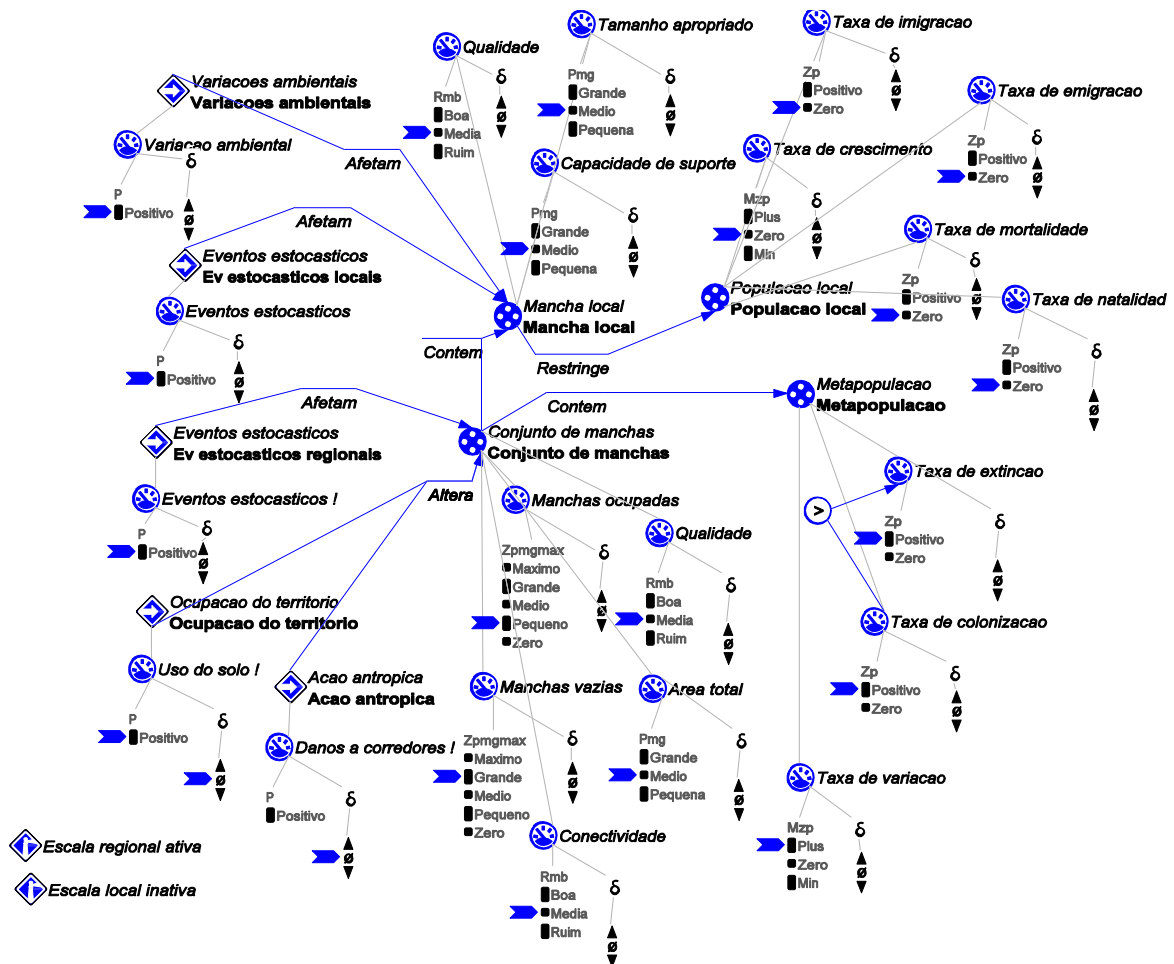 Tamanho apropriado
Pmg
Grande
Medio
Pequena
δ
ø
Taxa de imigracao
Zp
Positivo
Zero
δ
ø
Qualidade
Rmb
Boa
Media
Ruim
δ
ø
Variacoes ambientais
Variacoes ambientais
Taxa de emigracao
Zp
Positivo
Zero
δ
ø
Variacao ambiental
P
Positivo
δ
ø
Afetam
Capacidade de suporte
Pmg
Grande
Medio
Pequena
δ
ø
Taxa de crescimento
Mzp
Plus
Zero
Min
δ
ø
Afetam
Eventos estocasticos
Ev estocasticos locais
Taxa de mortalidade
Zp
Positivo
Zero
δ
ø
Eventos estocasticos
P
Positivo
δ
ø
Mancha local
Mancha local
Populacao local
Populacao local
Taxa de natalidad
Zp
Positivo
Zero
δ
ø
Contem
Restringe
Afetam
Contem
Metapopulacao
Metapopulacao
Eventos estocasticos
Ev estocasticos regionais
Conjunto de manchas
Conjunto de manchas
Altera
Eventos estocasticos !
P
Positivo
δ
ø
Manchas ocupadas
Zpmgmax
Maximo
Grande
Medio
Pequeno
Zero
δ
ø
Qualidade
Rmb
Boa
Media
Ruim
δ
ø
>
Taxa de extincao
Zp
Positivo
Zero
δ
ø
Ocupacao do territorio
Ocupacao do territorio
Taxa de colonizacao
Zp
Positivo
Zero
δ
ø
Uso do solo !
P
Positivo
δ
ø
Acao antropica
Acao antropica
Manchas vazias
Zpmgmax
Maximo
Grande
Medio
Pequeno
Zero
δ
ø
Area total
Pmg
Grande
Medio
Pequena
δ
ø
Danos a corredores !
P
Positivo
δ
ø
Taxa de variacao
Mzp
Plus
Zero
Min
δ
ø
Conectividade
Rmb
Boa
Media
Ruim
δ
ø
Escala regional ativa
Escala local inativa